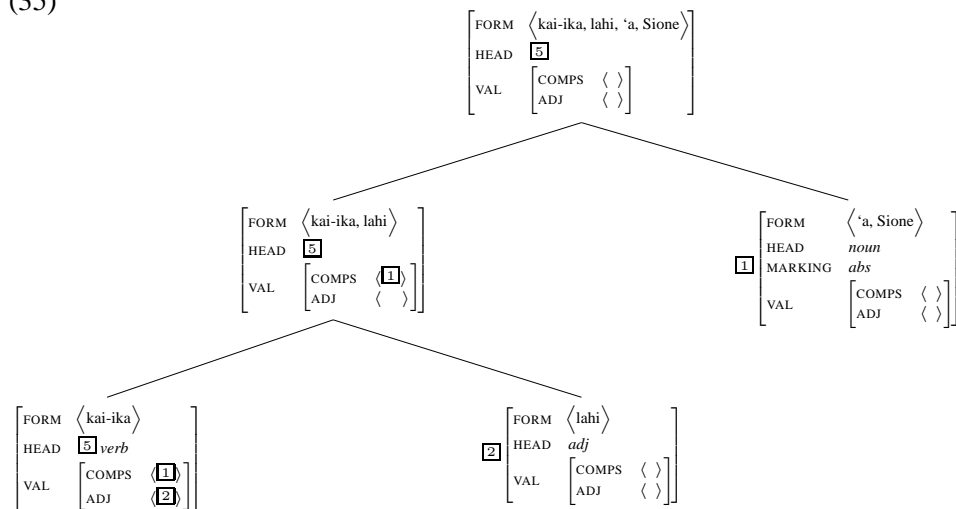 (35)
FORM ⟨kai-ika, lahi, ‘a, Sione⟩
HEAD 5
VAL [COMPS ⟨ ⟩
ADJ ⟨ ⟩]
FORM ⟨kai-ika, lahi⟩
HEAD 5
VAL [COMPS ⟨1⟩
ADJ ⟨ ⟩]
1
FORM ⟨‘a, Sione⟩
HEAD noun
MARKING abs
VAL [COMPS ⟨ ⟩
ADJ ⟨ ⟩]
FORM ⟨kai-ika⟩
HEAD 5 verb
VAL [COMPS ⟨1⟩
ADJ ⟨2⟩]
2
FORM ⟨lahi⟩
HEAD adj
VAL [COMPS ⟨ ⟩
ADJ ⟨ ⟩]